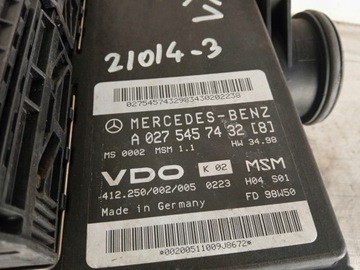 21014-3
0275457432983430202238
MERCEDES-BENZ
A 027 545 74 32 [8]
MS 0002 MSM 1.1 HW 34.98
VDO K 02 MSM
412.250/002/005 0223 H04 S01
Made in Germany FD 98W50
*00200511009J8672*